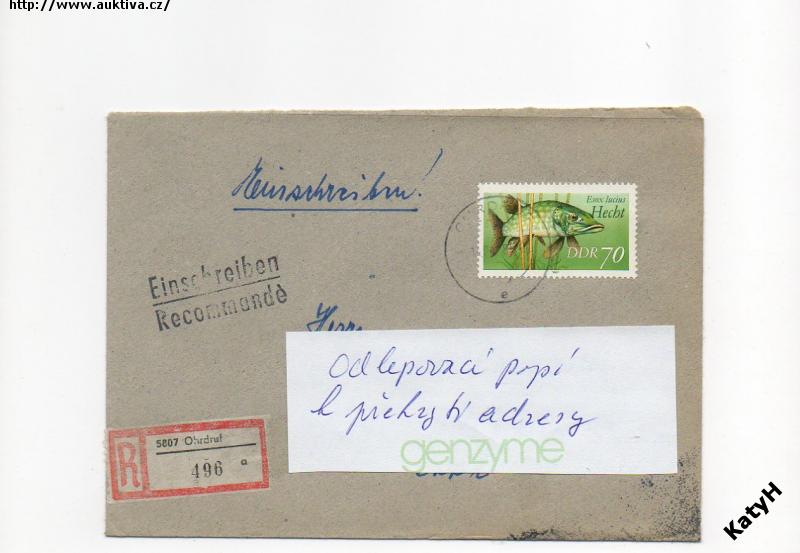 http://www.auktiva.cz/
Einschreiben!
Esox lucius
Hecht
DDR 70
e
Einschreiben
Recommandé
Herr
Odlepovací
k překrytí adresy
genzyme
R
5807 Ohrdruf
496 a
KatyH